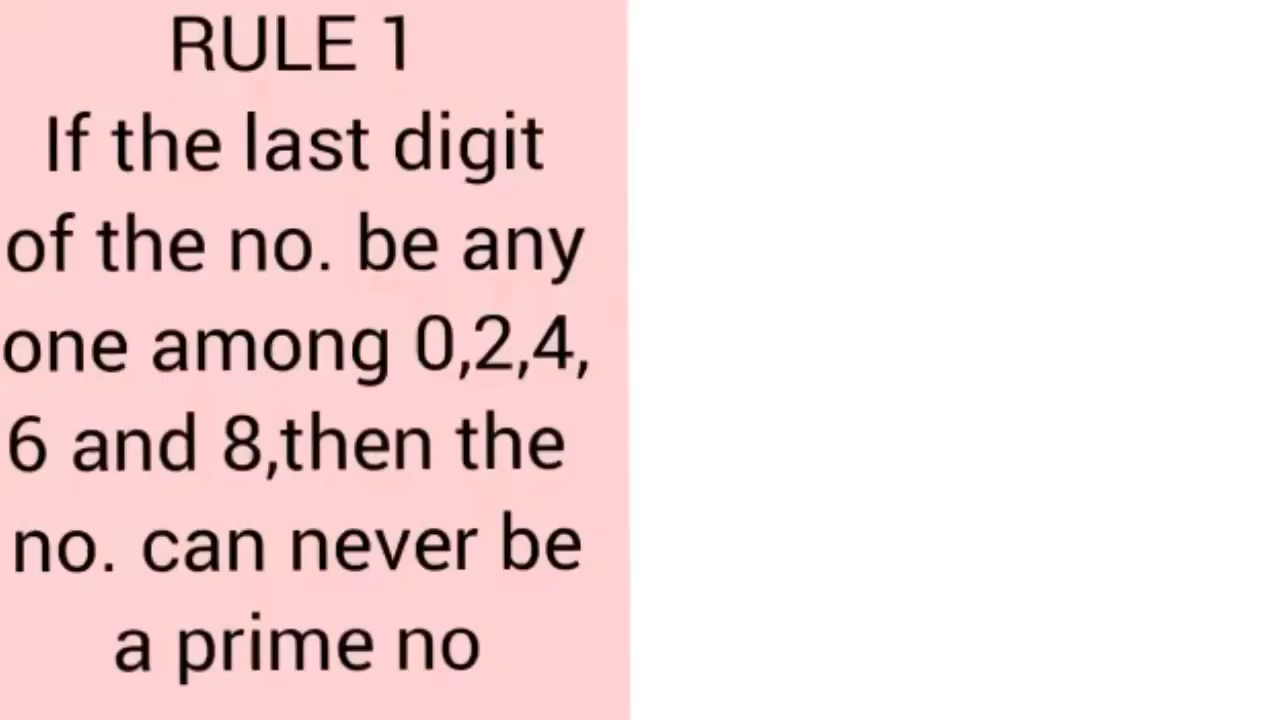 RULE 1
If the last digit
of the no. be any
one among 0,2,4,
6 and 8,then the
no. can never be
a prime no